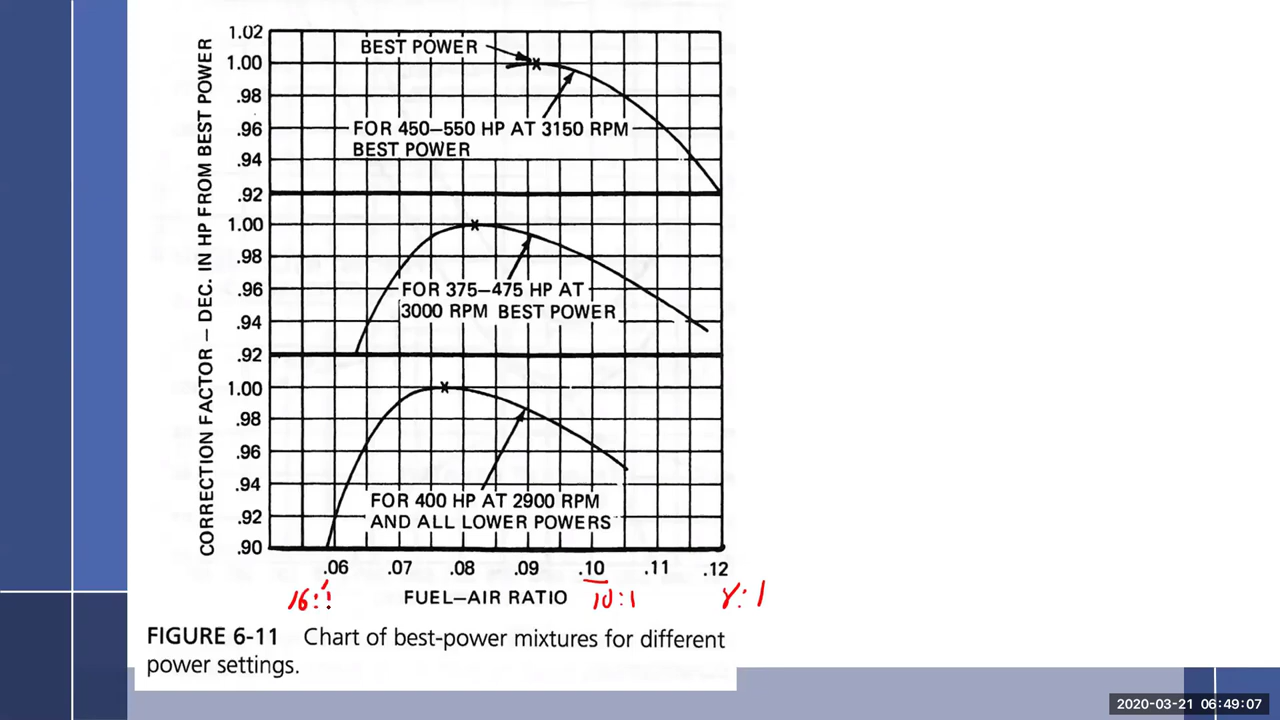 CORRECTION FACTOR – DEC. IN HP FROM BEST POWER
1.02
1.00
.98
.96
.94
.92
1.00
.98
.96
.94
.92
1.00
.98
.96
.94
.92
.90
BEST POWER
FOR 450–550 HP AT 3150 RPM
BEST POWER
FOR 375–475 HP AT
3000 RPM BEST POWER
FOR 400 HP AT 2900 RPM
AND ALL LOWER POWERS
.06 .07 .08 .09 .10 .11 .12
16:1 FUEL–AIR RATIO 10:1 8:1
FIGURE 6-11 Chart of best-power mixtures for different
power settings.
2020-03-21 06:49:07